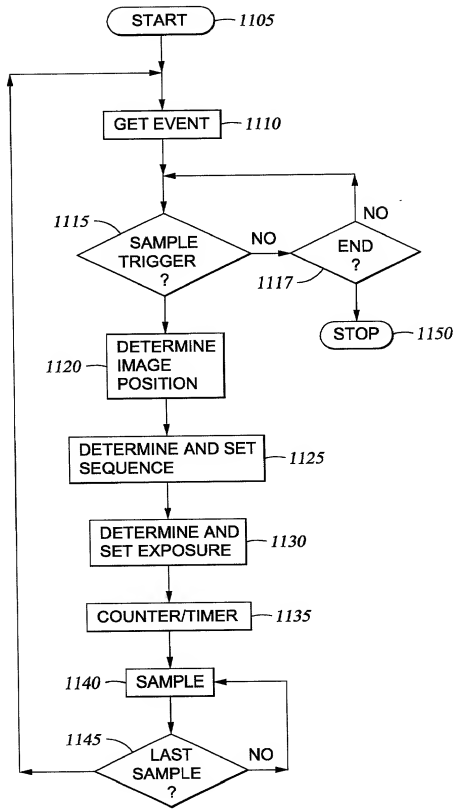 START
1105
GET EVENT
1110
1115
SAMPLE
TRIGGER
?
NO
END
?
NO
1117
STOP
1150
DETERMINE
IMAGE
POSITION
1120
DETERMINE AND SET
SEQUENCE
1125
DETERMINE AND
SET EXPOSURE
1130
COUNTER/TIMER
1135
1140
SAMPLE
1145
LAST
SAMPLE
?
NO